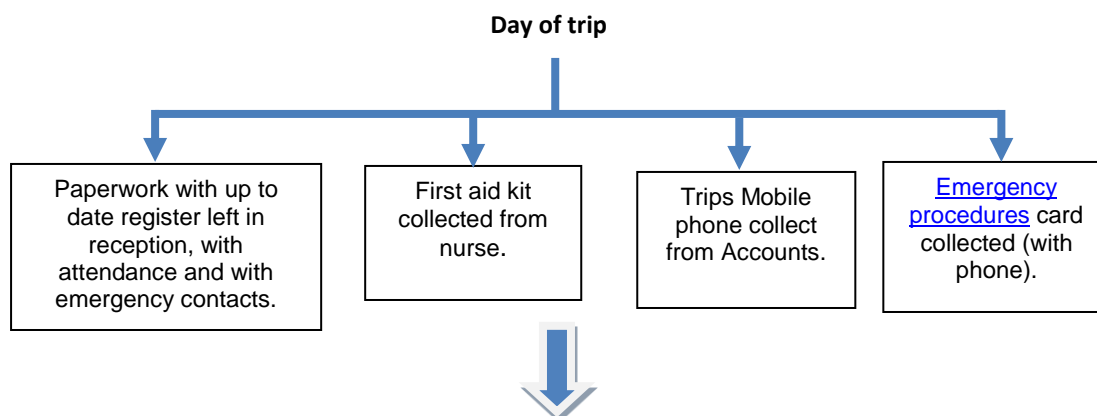 Day of trip
Paperwork with up to
date register left in
reception, with
attendance and with
emergency contacts.
First aid kit
collected from
nurse.
Trips Mobile
phone collect
from Accounts.
Emergency
procedures card
collected (with
phone).